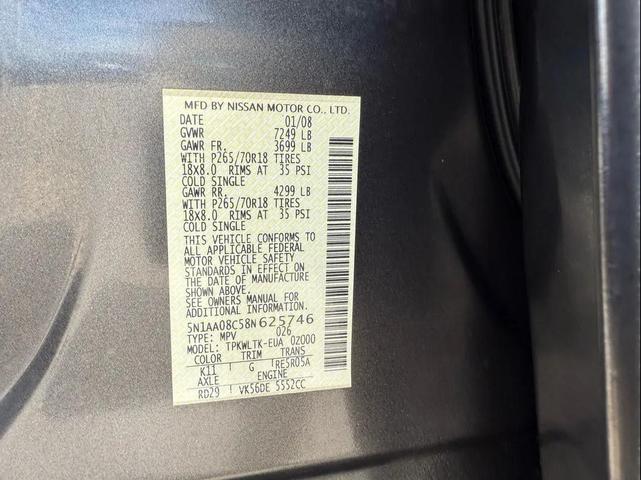 MFD BY NISSAN MOTOR CO., LTD.
DATE 01/08
GVWR 7249 LB
GAWR FR. 3699 LB
WITH P265/70R18 TIRES
18X8.0 RIMS AT 35 PSI
COLD SINGLE
GAWR RR. 4299 LB
WITH P265/70R18 TIRES
18X8.0 RIMS AT 35 PSI
COLD SINGLE
THIS VEHICLE CONFORMS TO
ALL APPLICABLE FEDERAL
MOTOR VEHICLE SAFETY
STANDARDS IN EFFECT ON
THE DATE OF MANUFACTURE
SHOWN ABOVE.
SEE OWNERS MANUAL FOR
ADDITIONAL INFORMATION
5N1AA08C58N625746
TYPE: MPV 026
MODEL: TPKWLTK-EUA 0Z000
COLOR TRIM TRANS
K11 G RE5R05A
AXLE ENGINE
RD29 VK56DE 5552CC